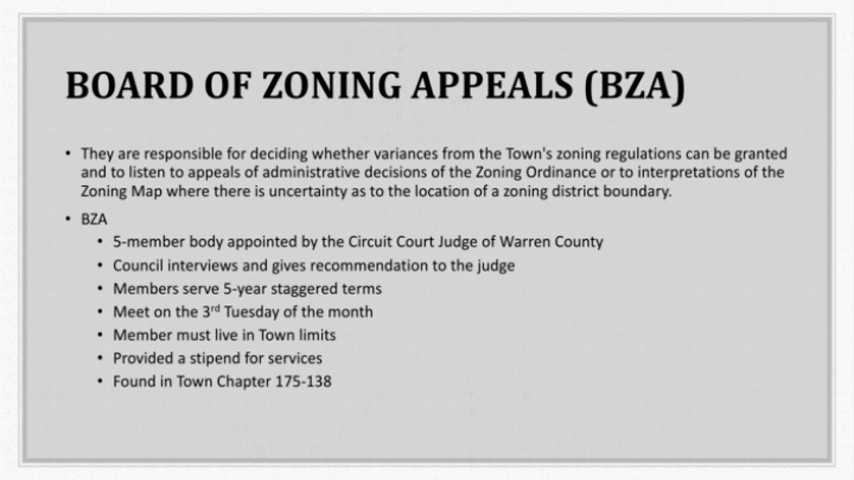 BOARD OF ZONING APPEALS (BZA)
• They are responsible for deciding whether variances from the Town's zoning regulations can be granted
and to listen to appeals of administrative decisions of the Zoning Ordinance or to interpretations of the
Zoning Map where there is uncertainty as to the location of a zoning district boundary.
• BZA
• 5-member body appointed by the Circuit Court Judge of Warren County
• Council interviews and gives recommendation to the judge
• Members serve 5-year staggered terms
• Meet on the 3rd Tuesday of the month
• Member must live in Town limits
• Provided a stipend for services
• Found in Town Chapter 175-138